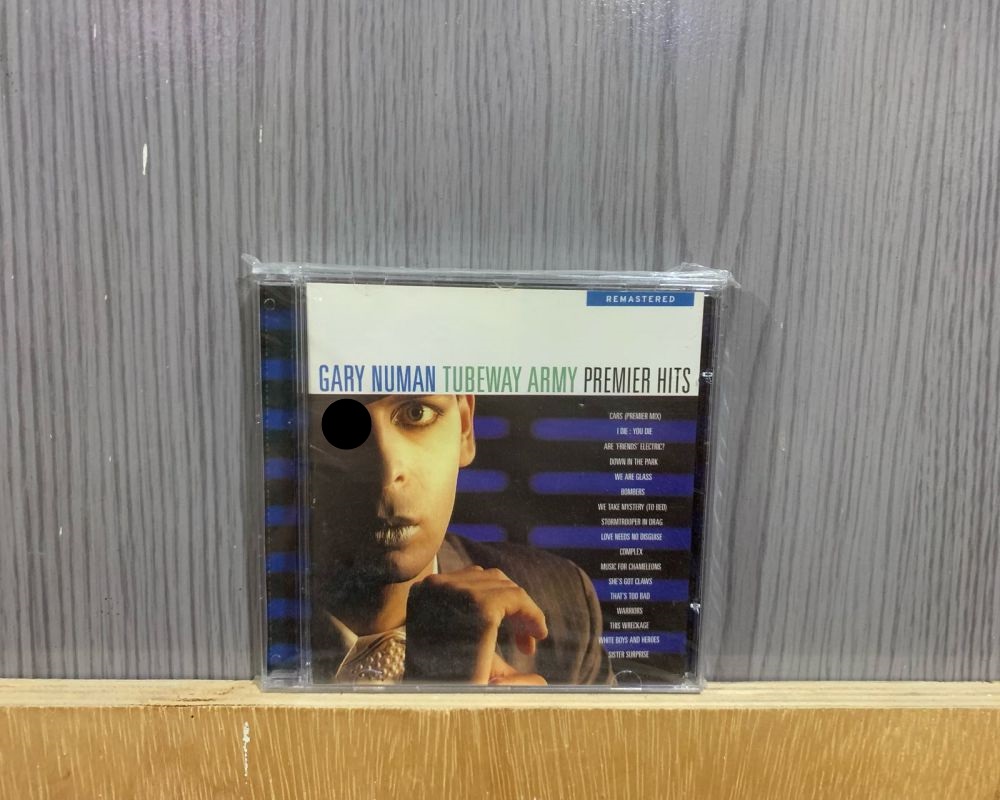 REMASTERED
GARY NUMAN TUBEWAY ARMY PREMIER HITS
CARS (PREMIER MIX)
I DIE : YOU DIE
ARE 'FRIENDS' ELECTRIC?
DOWN IN THE PARK
WE ARE GLASS
BOMBERS
WE TAKE MYSTERY (TO BED)
STORMTROOPER IN DRAG
LOVE NEEDS NO DISGUISE
COMPLEX
MUSIC FOR CHAMELEONS
SHE'S GOT CLAWS
THAT'S TOO BAD
WARRIORS
THIS WRECKAGE
WHITE BOYS AND HEROES
SISTER SURPRISE